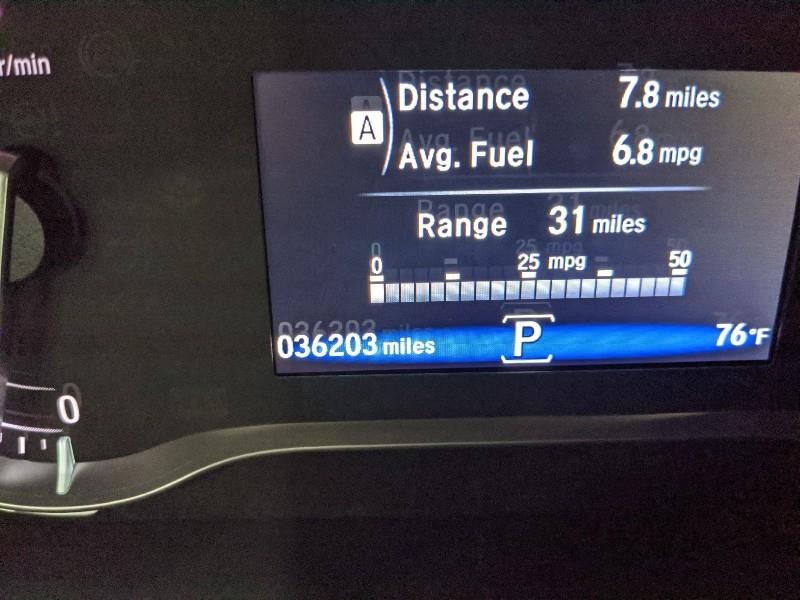 r/min
Distance 7.8 miles
A
Avg. Fuel 6.8 mpg
Range 31 miles
0 25 mpg 50
036203 miles P 76°F
0